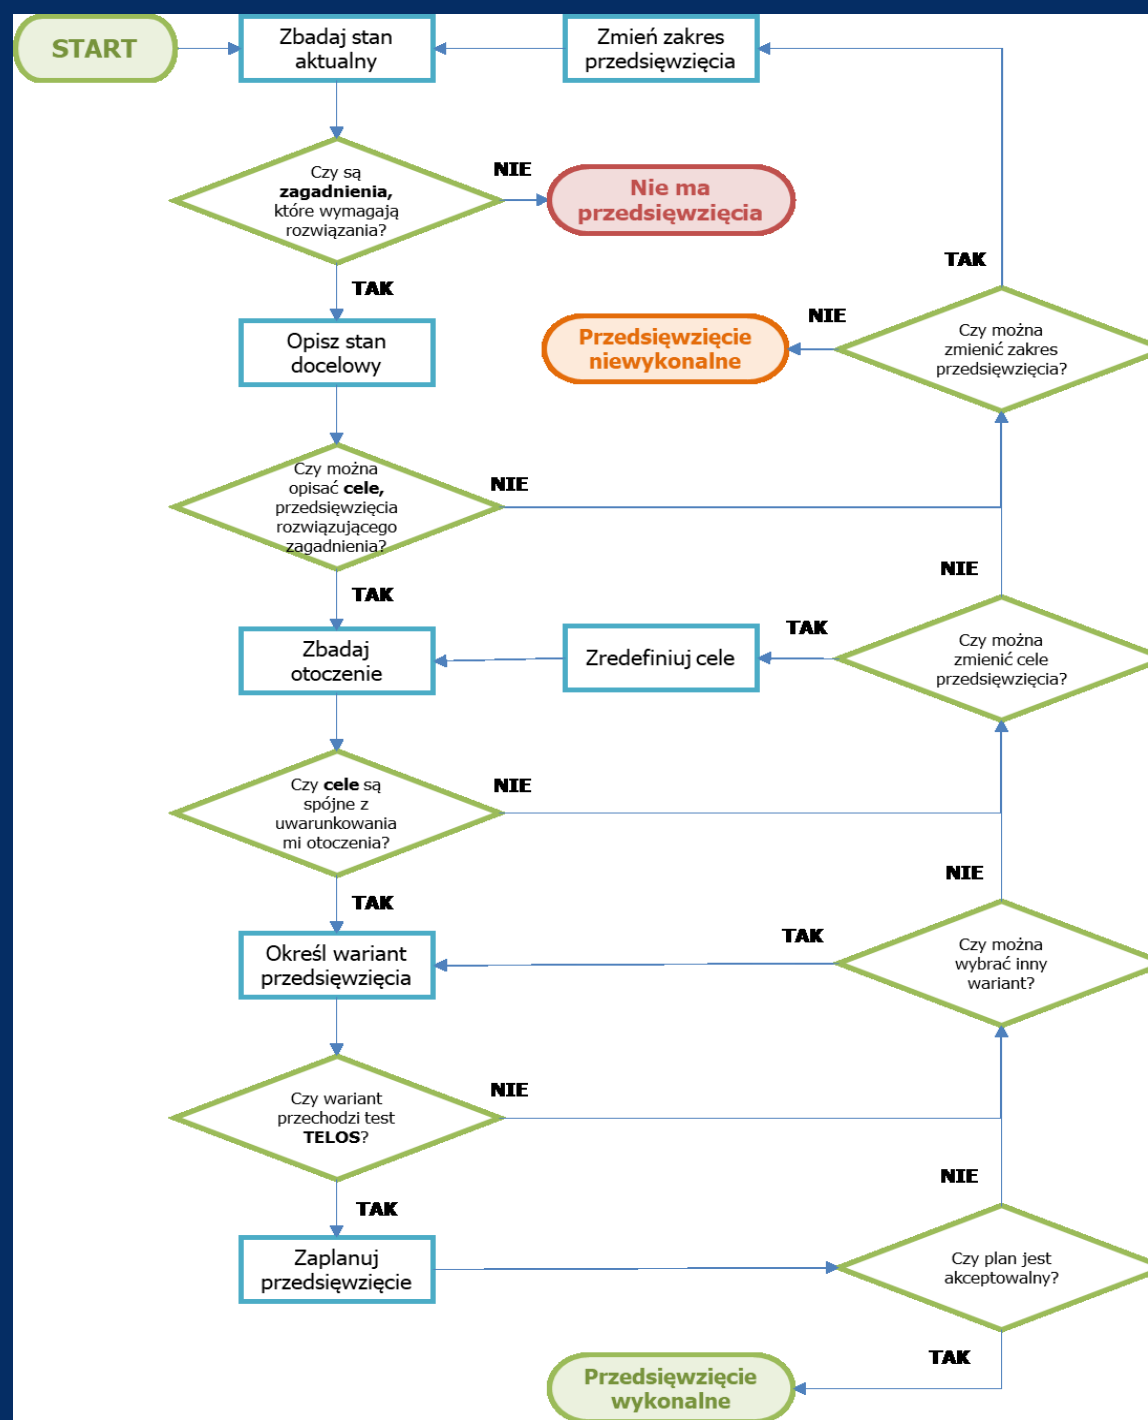 START
Zbadaj stan
aktualny
Zmień zakres
przedsięwzięcia
Czy są
zagadnienia,
które wymagają
rozwiązania?
NIE
Nie ma
przedsięwzięcia
TAK
TAK
Opisz stan
docelowy
Przedsięwzięcie
niewykonalne
NIE
Czy można
zmienić zakres
przedsięwzięcia?
Czy można
opisać cele,
przedsięwzięcia
rozwiązującego
zagadnienia?
NIE
TAK
NIE
Zbadaj
otoczenie
Zredefiniuj cele
TAK
Czy można
zmienić cele
przedsięwzięcia?
Czy cele są
spójne z
uwarunkowania
mi otoczenia?
NIE
TAK
NIE
Określ wariant
przedsięwzięcia
TAK
Czy można
wybrać inny
wariant?
Czy wariant
przechodzi test
TELOS?
NIE
TAK
NIE
Zaplanuj
przedsięwzięcie
Czy plan jest
akceptowalny?
TAK
Przedsięwzięcie
wykonalne